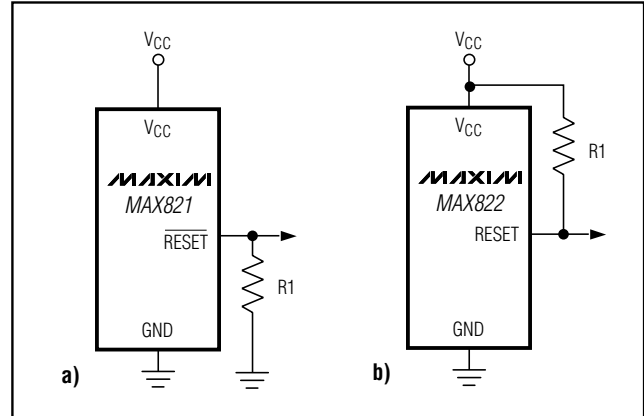 VCC
VCC
MAXIM
MAX821
RESET
R1
GND
a)
VCC
VCC
MAXIM
MAX822
RESET
R1
GND
b)